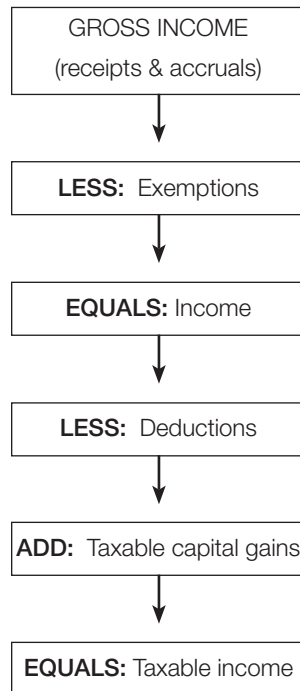 GROSS INCOME
(receipts & accruals)
LESS: Exemptions
EQUALS: Income
LESS: Deductions
ADD: Taxable capital gains
EQUALS: Taxable income